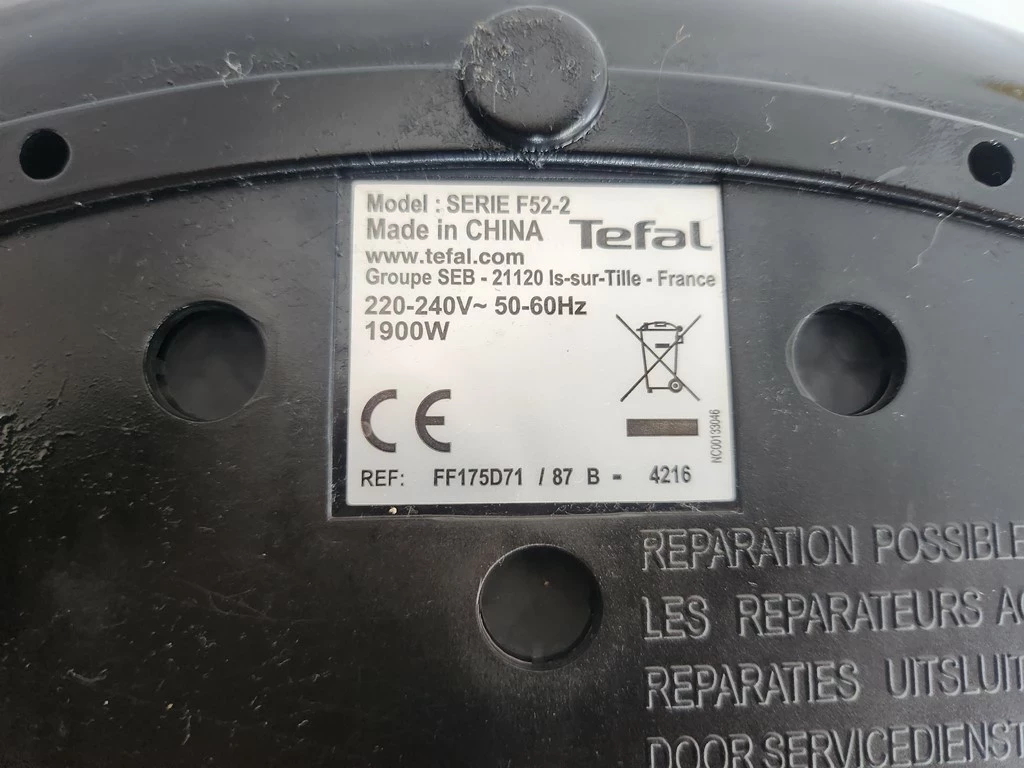 Model : SERIE F52-2
Made in CHINA
Tefal
www.tefal.com
Groupe SEB - 21120 Is-sur-Tille - France
220-240V~ 50-60Hz
1900W
CE
NC00133046
REF: FF175D71 / 87 B - 4216
REPARATION POSSIBLE
LES REPARATEURS AG
REPARATIES UITSLUIT
DOOR SERVICEDIENST